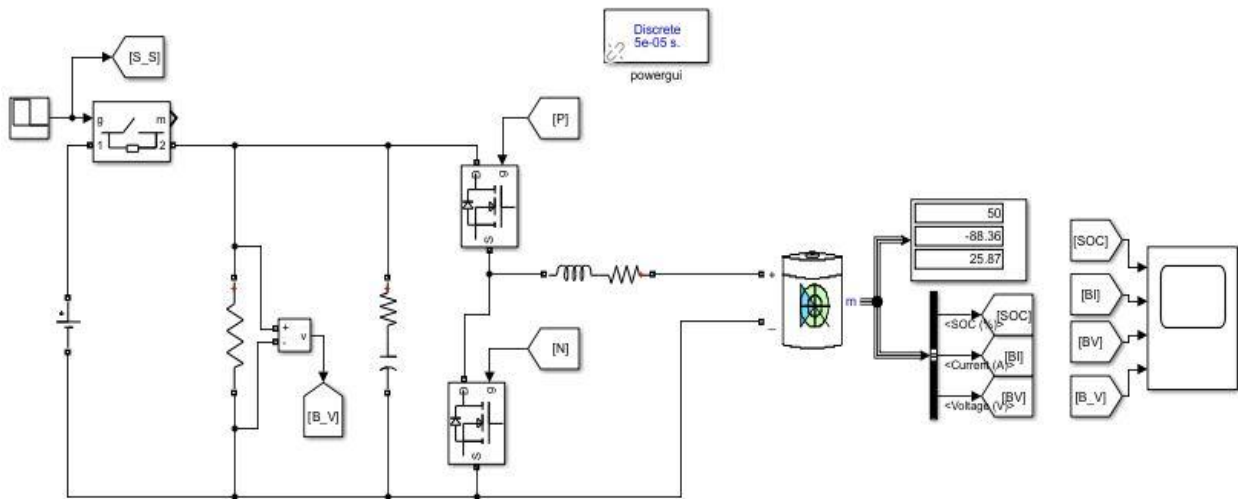 Discrete
5e-05 s.
powergui
[S_S]
g
m
1
2
[P]
D
g
S
50
-88.36
25.87
[SOC]
[BI]
[BV]
[B_V]
+
-
v
[B_V]
[N]
D
g
S
+
_
m
<SOC (%)>
[SOC]
<Current (A)>
[BI]
<Voltage (V)>
[BV]